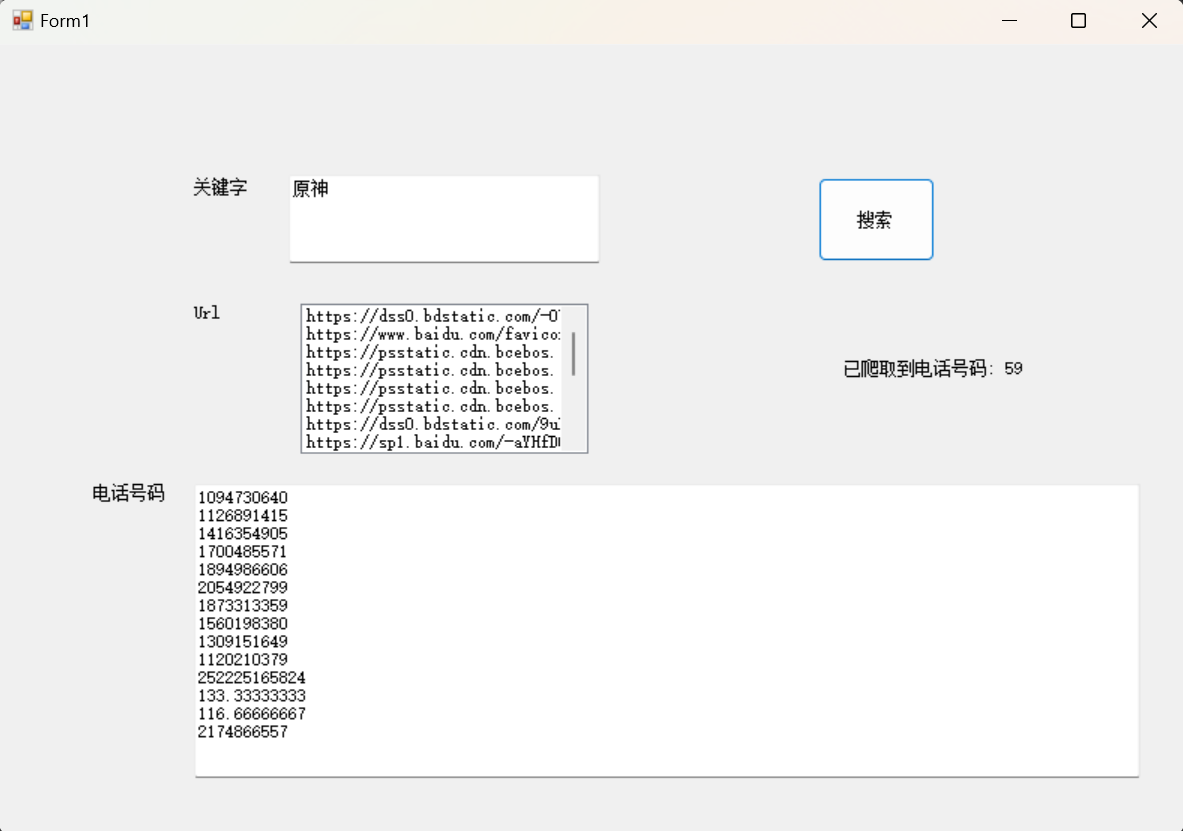 Form1
关键字
原神
搜索
Url
https://dss0.bdstatic.com/-0
https://www.baidu.com/favico
https://psstatic.cdn.bcebos.
https://psstatic.cdn.bcebos.
https://psstatic.cdn.bcebos.
https://psstatic.cdn.bcebos.
https://dss0.bdstatic.com/9u
https://sp1.baidu.com/-aYHfD
已爬取到电话号码: 59
电话号码
1094730640
1126891415
1416354905
1700485571
1894986606
2054922799
1873313359
1560198380
1309151649
1120210379
252225165824
133.33333333
116.66666667
2174866557